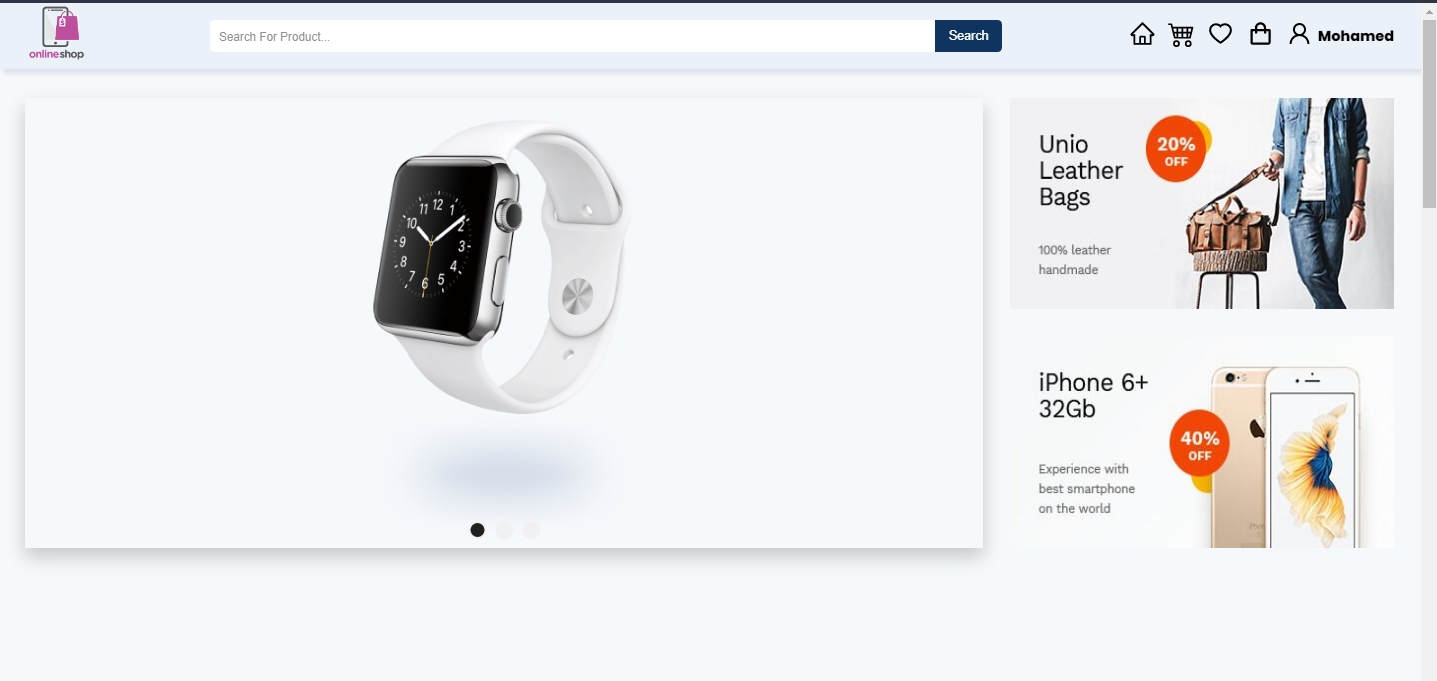 onlineshop
Search For Product...
Search
Mohamed
12
1
2
3
4
5
6
7
8
9
10
11
Unio
Leather
Bags
20%
OFF
100% leather
handmade
iPhone 6+
32Gb
40%
OFF
Experience with
best smartphone
on the world